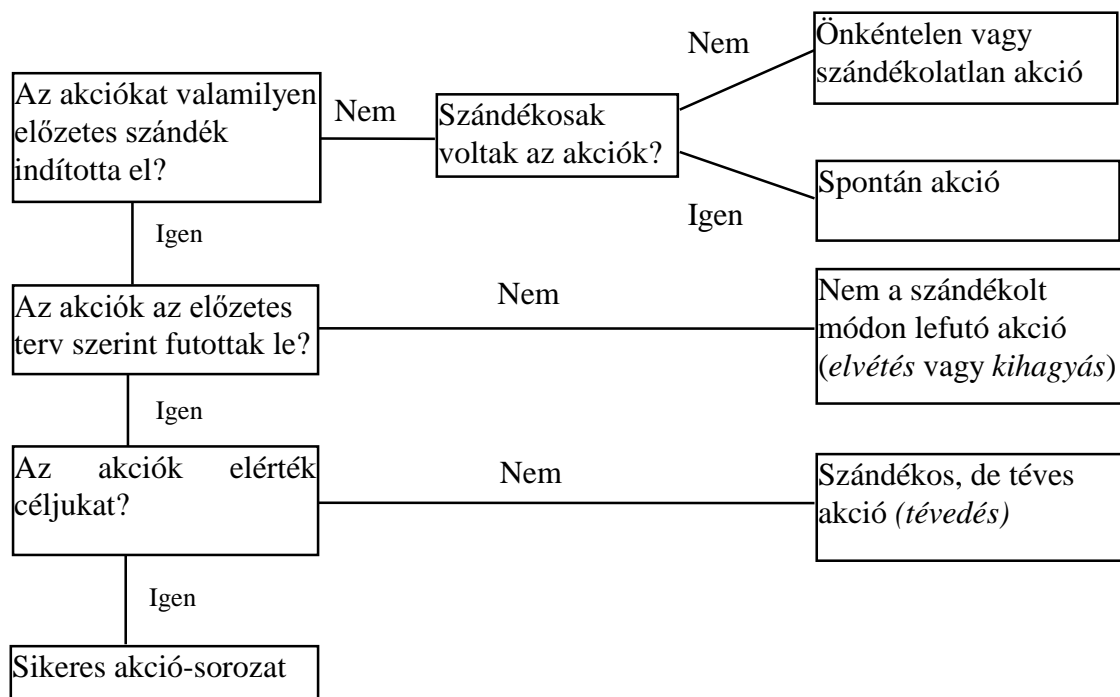 Nem
Önkéntelen vagy
szándékolatlan akció
Az akciókat valamilyen
előzetes szándék
indította el?
Nem
Szándékosak
voltak az akciók?
Spontán akció
Igen
Igen
Az akciók az előzetes
terv szerint futottak le?
Nem
Nem a szándékolt
módon lefutó akció
(elvétés vagy kihagyás)
Igen
Az akciók elérték
céljukat?
Nem
Szándékos, de téves
akció (tévedés)
Igen
Sikeres akció-sorozat